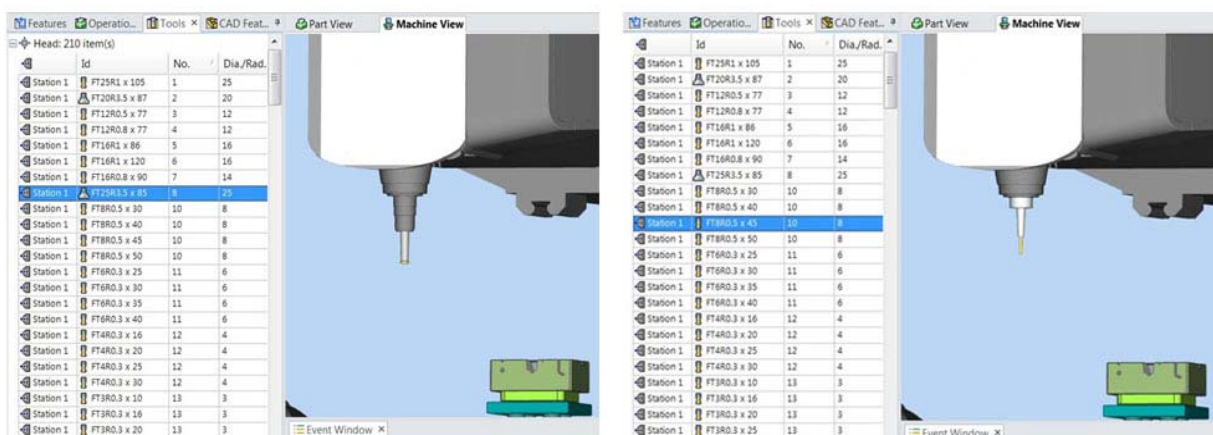 Features Operatio... Tools × CAD Feat... Part View Machine View
Head: 210 item(s)
Id No. Dia./Rad.
Station 1 FT25R1 x 105 1 25
Station 1 FT20R3.5 x 87 2 20
Station 1 FT12R0.5 x 77 3 12
Station 1 FT12R0.8 x 77 4 12
Station 1 FT16R1 x 86 5 16
Station 1 FT16R1 x 120 6 16
Station 1 FT16R0.8 x 90 7 14
Station 1 FT25R3.5 x 85 8 25
Station 1 FT8R0.5 x 30 10 8
Station 1 FT8R0.5 x 40 10 8
Station 1 FT8R0.5 x 45 10 8
Station 1 FT8R0.5 x 50 10 8
Station 1 FT6R0.3 x 25 11 6
Station 1 FT6R0.3 x 30 11 6
Station 1 FT6R0.3 x 35 11 6
Station 1 FT6R0.3 x 40 11 6
Station 1 FT4R0.3 x 16 12 4
Station 1 FT4R0.3 x 20 12 4
Station 1 FT4R0.3 x 25 12 4
Station 1 FT4R0.3 x 30 12 4
Station 1 FT3R0.3 x 10 13 3
Station 1 FT3R0.3 x 16 13 3
Station 1 FT3R0.3 x 20 13 3
Event Window ×
Features Operatio... Tools × CAD Feat... Part View Machine View
Id No. Dia./Rad.
Station 1 FT25R1 x 105 1 25
Station 1 FT20R3.5 x 87 2 20
Station 1 FT12R0.5 x 77 3 12
Station 1 FT12R0.8 x 77 4 12
Station 1 FT16R1 x 86 5 16
Station 1 FT16R1 x 120 6 16
Station 1 FT16R0.8 x 90 7 14
Station 1 FT25R3.5 x 85 8 25
Station 1 FT8R0.5 x 30 10 8
Station 1 FT8R0.5 x 40 10 8
Station 1 FT8R0.5 x 45 10 8
Station 1 FT8R0.5 x 50 10 8
Station 1 FT6R0.3 x 25 11 6
Station 1 FT6R0.3 x 30 11 6
Station 1 FT6R0.3 x 35 11 6
Station 1 FT6R0.3 x 40 11 6
Station 1 FT4R0.3 x 16 12 4
Station 1 FT4R0.3 x 20 12 4
Station 1 FT4R0.3 x 25 12 4
Station 1 FT4R0.3 x 30 12 4
Station 1 FT3R0.3 x 10 13 3
Station 1 FT3R0.3 x 16 13 3
Station 1 FT3R0.3 x 20 13 3
Station 1 FT3R0.3 x 25 13 3
Event Window ×